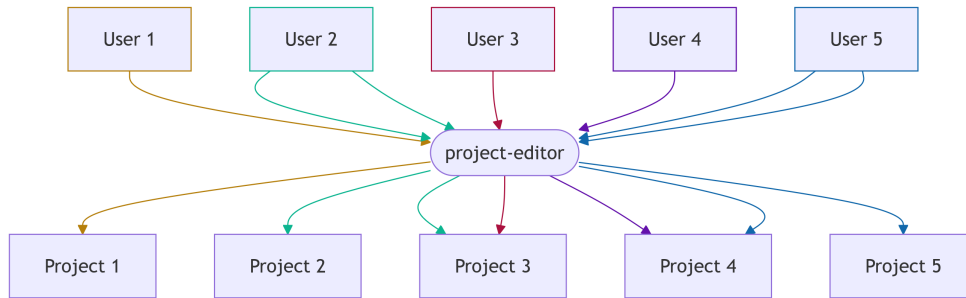 User 1
User 2
User 3
User 4
User 5
project-editor
Project 1
Project 2
Project 3
Project 4
Project 5